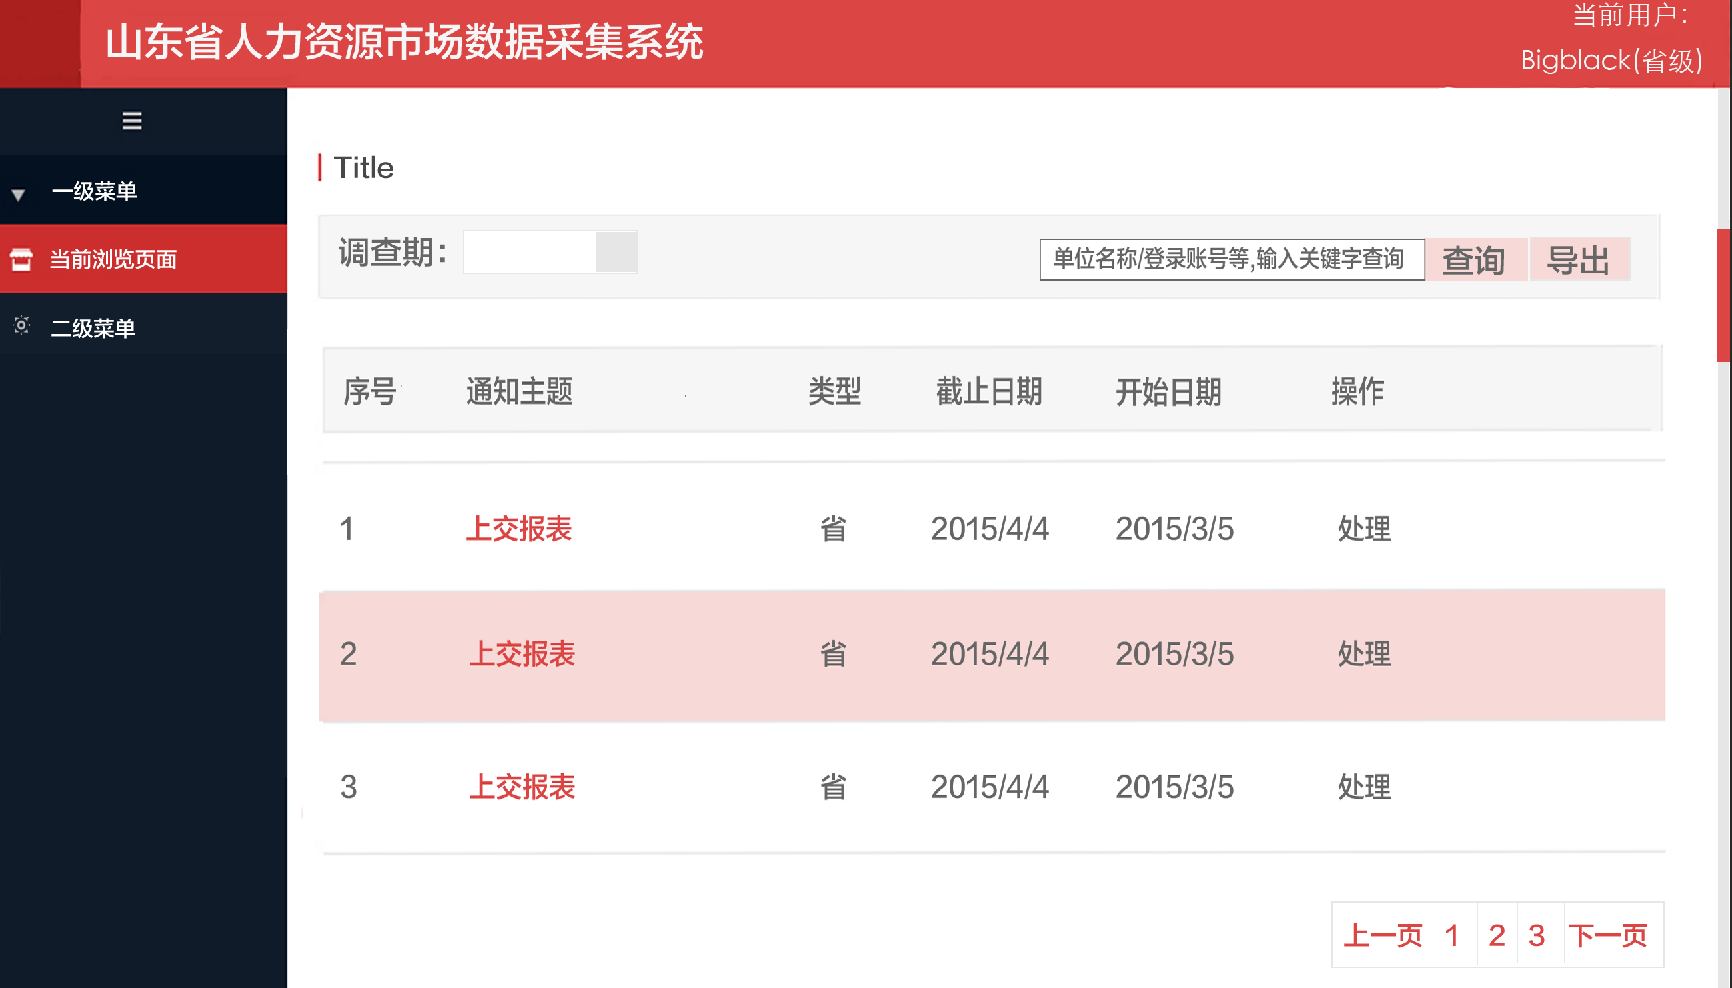 山东省人力资源市场数据采集系统
当前用户:
Bigblack(省级)
一级菜单
当前浏览页面
二级菜单
Title
调查期:
单位名称/登录账号等,输入关键字查询 查询 导出
序号 通知主题 类型 截止日期 开始日期 操作
1 上交报表 省 2015/4/4 2015/3/5 处理
2 上交报表 省 2015/4/4 2015/3/5 处理
3 上交报表 省 2015/4/4 2015/3/5 处理
上一页 1 2 3 下一页